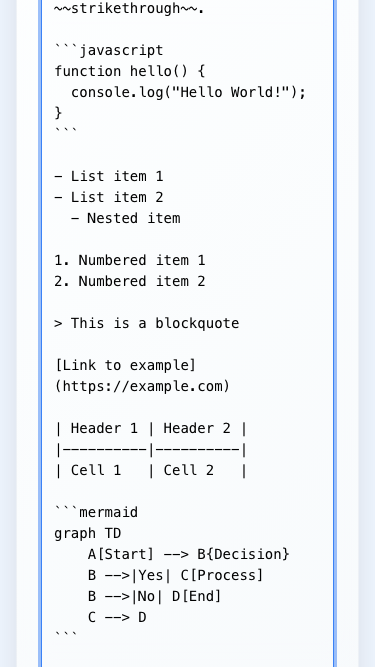 ~~strikethrough~~.

```javascript
function hello() {
  console.log("Hello World!");
}
```

- List item 1
- List item 2
  - Nested item

1. Numbered item 1
2. Numbered item 2

> This is a blockquote

[Link to example]
(https://example.com)

| Header 1 | Header 2 |
|----------|----------|
| Cell 1   | Cell 2   |

```mermaid
graph TD
    A[Start] --> B{Decision}
    B -->|Yes| C[Process]
    B -->|No| D[End]
    C --> D
```